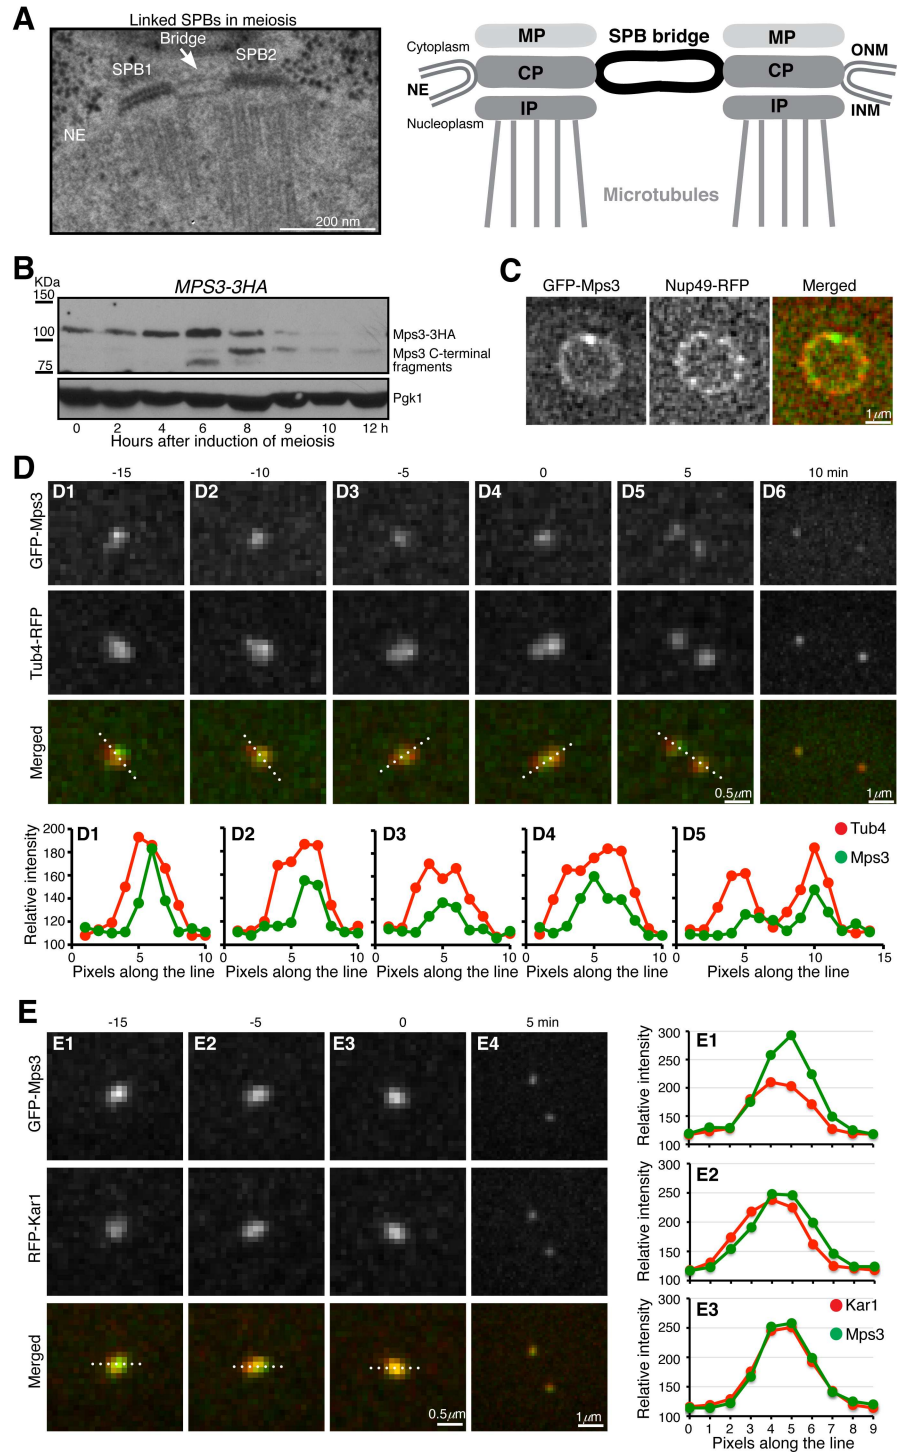 A
Linked SPBs in meiosis
Bridge
SPB1
SPB2
NE
200 nm
MP
SPB bridge
MP
Cytoplasm
ONM
CP
CP
NE
INM
IP
IP
Nucleoplasm
Microtubules
B
KDa
MPS3-3HA
150
100
75
Mps3-3HA
Mps3 C-terminal
fragments
Pgk1
0 2 4 6 8 9 10 12 h
Hours after induction of meiosis
C
GFP-Mps3 Nup49-RFP Merged
1μm
D
-15 -10 -5 0 5 10 min
D1 D2 D3 D4 D5 D6
GFP-Mps3
Tub4-RFP
Merged
0.5μm
1μm
D1 D2 D3 D4 D5
Tub4
Mps3
Relative intensity
200
180
160
140
120
100
0 5 10 0 5 10 0 5 10 0 5 10 0 5 10 15
Pixels along the line Pixels along the line Pixels along the line Pixels along the line Pixels along the line
E
-15 -5 0 5 min
E1 E2 E3 E4
GFP-Mps3
RFP-Kar1
Merged
0.5μm
1μm
E1
Relative intensity
300
250
200
150
100
E2
Relative intensity
300
250
200
150
100
E3
Kar1
Mps3
Relative intensity
300
250
200
150
100
0 1 2 3 4 5 6 7 8 9
Pixels along the line